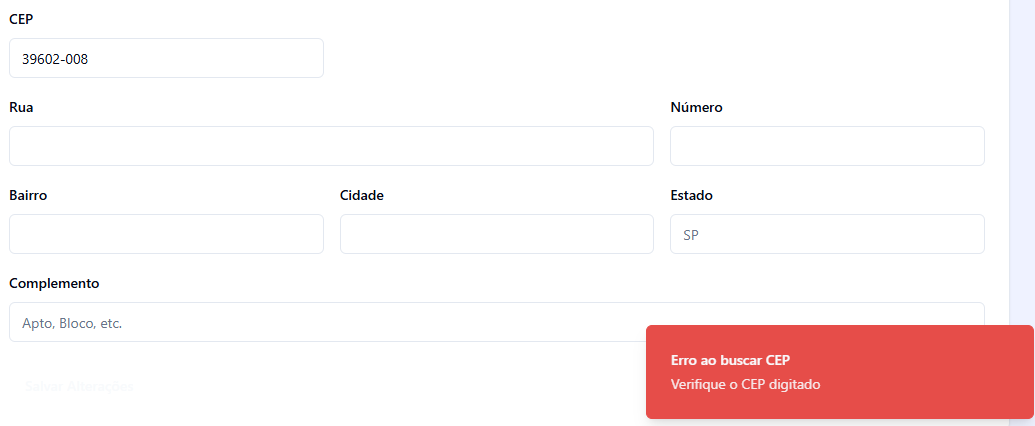 CEP
39602-008
Rua
Número
Bairro
Cidade
Estado
SP
Complemento
Apto, Bloco, etc.
Erro ao buscar CEP
Verifique o CEP digitado
Salvar Alterações